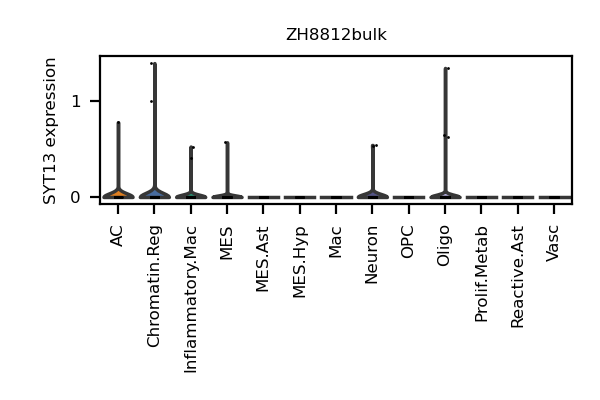 ZH8812bulk
SYT13 expression
1
0
AC
Chromatin.Reg
Inflammatory.Mac
MES
MES.Ast
MES.Hyp
Mac
Neuron
OPC
Oligo
Prolif.Metab
Reactive.Ast
Vasc